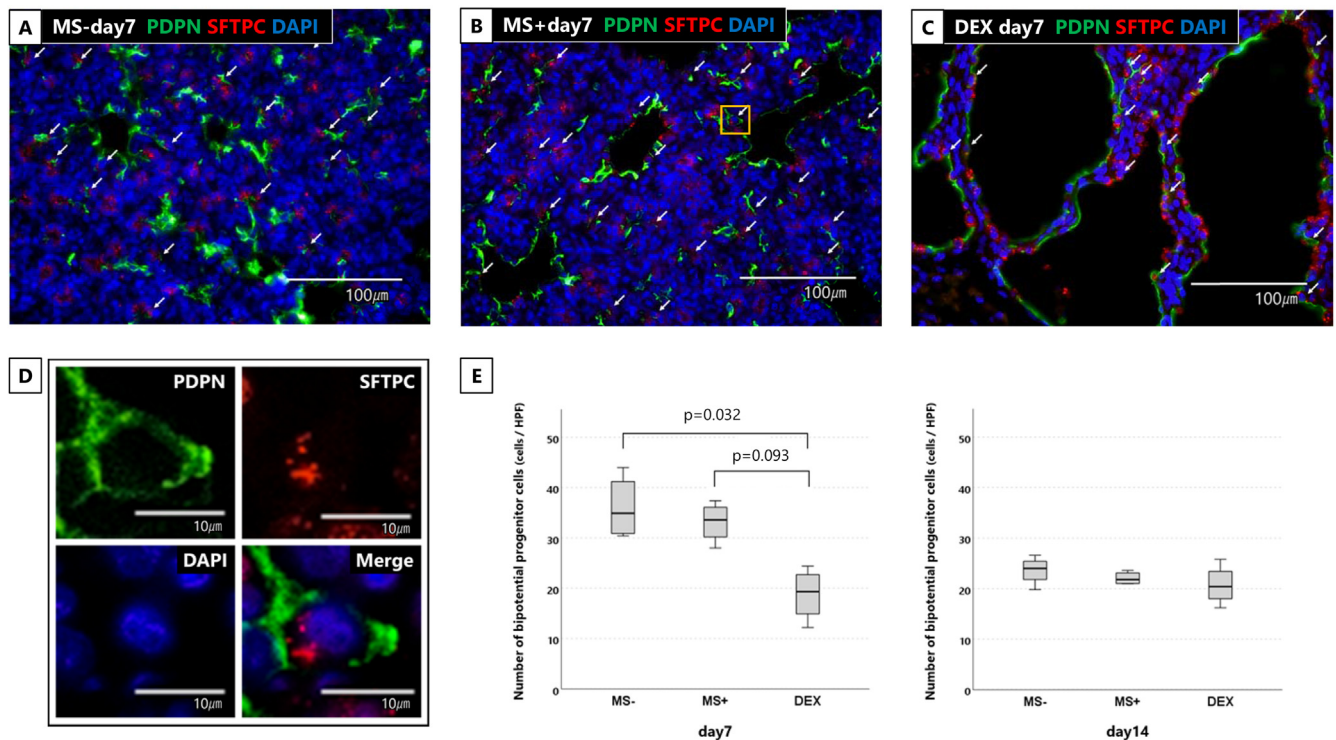 A MS-day7 PDPN SFTPC DAPI
100㎛
B MS+day7 PDPN SFTPC DAPI
100㎛
C DEX day7 PDPN SFTPC DAPI
100㎛
D
PDPN
10㎛
SFTPC
10㎛
DAPI
10㎛
Merge
10㎛
E
Number of bipotential progenitor cells (cells / HPF)
50
40
30
20
10
0
p=0.032
p=0.093
MS- MS+ DEX
day7
Number of bipotential progenitor cells (cells / HPF)
50
40
30
20
10
0
MS- MS+ DEX
day14